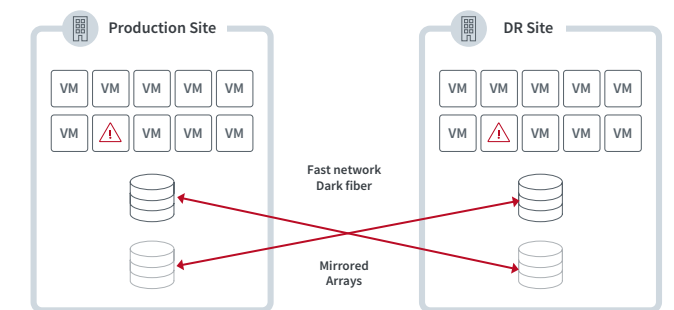 Production Site
VM VM VM VM VM
VM ! VM VM VM
DR Site
VM VM VM VM VM
VM ! VM VM VM
Fast network
Dark fiber
Mirrored
Arrays